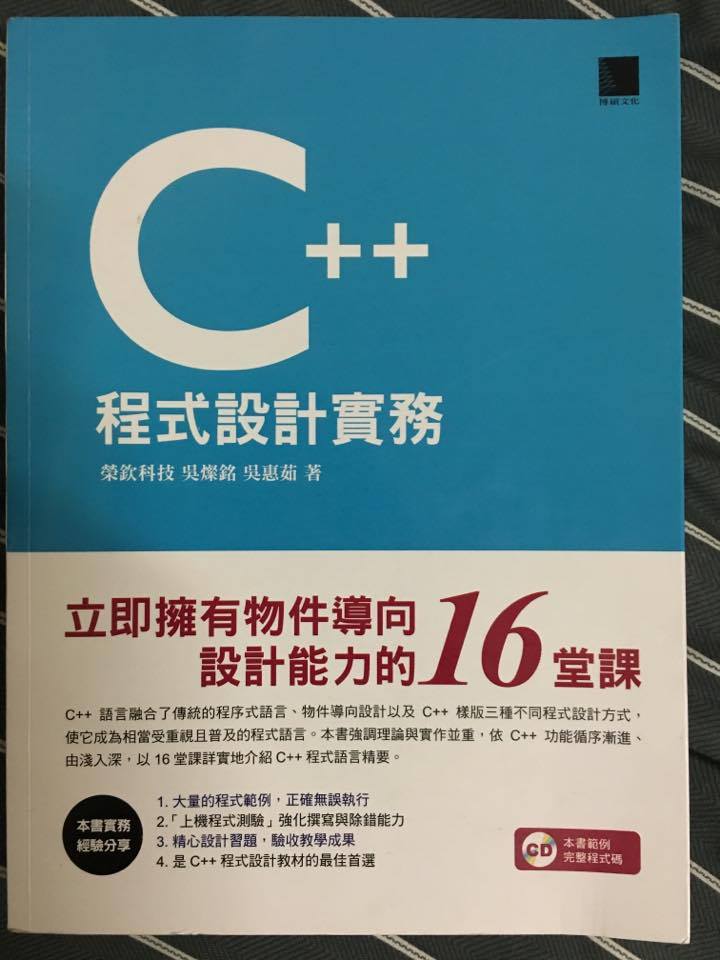 博碩文化
C++
程式設計實務
榮欽科技 吳燦銘 吳惠茹 著
立即擁有物件導向
設計能力的16堂課
C++ 語言融合了傳統的程序式語言、物件導向設計以及 C++ 樣版三種不同程式設計方式，
使它成為相當受重視且普及的程式語言。本書強調理論與實作並重，依 C++ 功能循序漸進、
由淺入深，以 16 堂課詳實地介紹 C++ 程式語言精要。
本書實務
經驗分享
1. 大量的程式範例，正確無誤執行
2.「上機程式測驗」強化撰寫與除錯能力
3. 精心設計習題，驗收教學成果
4. 是 C++ 程式設計教材的最佳首選
CD
本書範例
完整程式碼